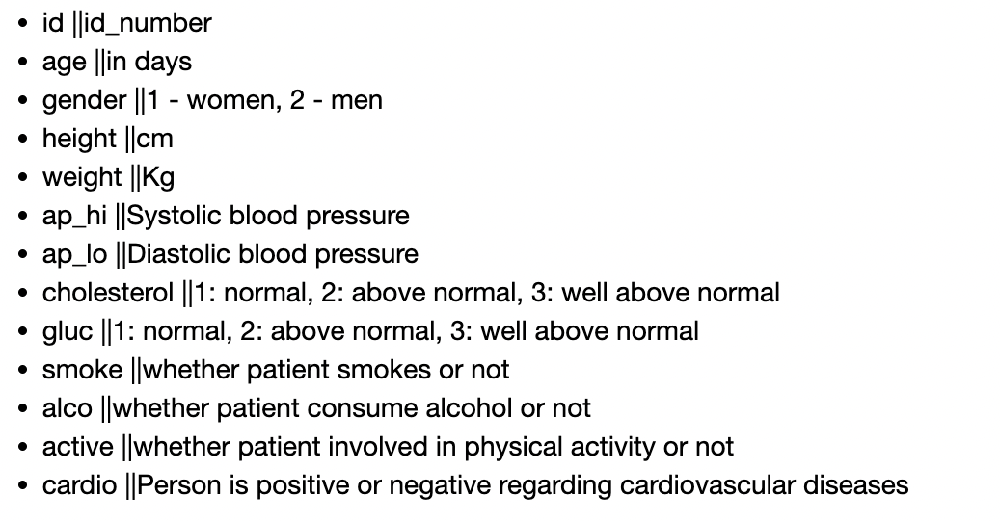 • id ||id_number
• age ||in days
• gender ||1 - women, 2 - men
• height ||cm
• weight ||Kg
• ap_hi ||Systolic blood pressure
• ap_lo ||Diastolic blood pressure
• cholesterol ||1: normal, 2: above normal, 3: well above normal
• gluc ||1: normal, 2: above normal, 3: well above normal
• smoke ||whether patient smokes or not
• alco ||whether patient consume alcohol or not
• active ||whether patient involved in physical activity or not
• cardio ||Person is positive or negative regarding cardiovascular diseases